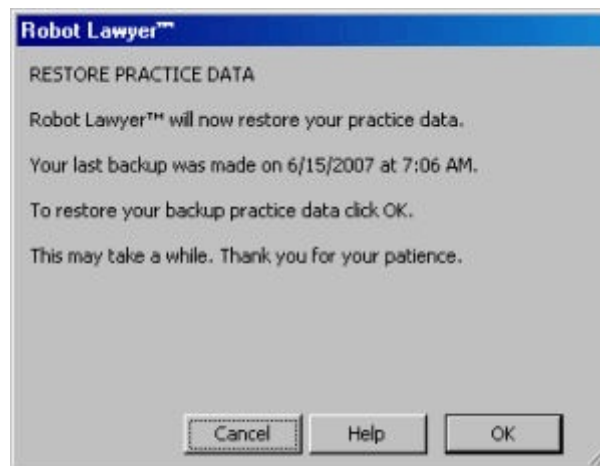 Robot Lawyer™
RESTORE PRACTICE DATA
Robot Lawyer™ will now restore your practice data.
Your last backup was made on 6/15/2007 at 7:06 AM.
To restore your backup practice data click OK.
This may take a while. Thank you for your patience.
Cancel Help OK